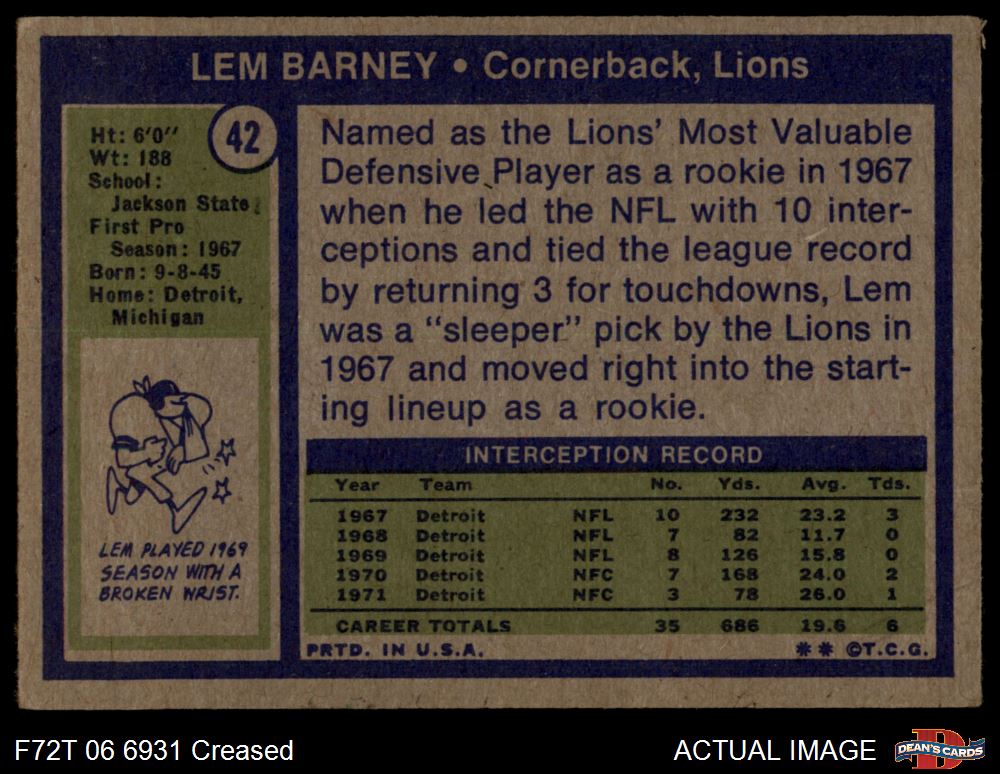 LEM BARNEY • Cornerback, Lions
42
Ht: 6'0''
Wt: 188
School:
Jackson State
First Pro
Season: 1967
Born: 9-8-45
Home: Detroit,
Michigan
LEM PLAYED 1969
SEASON WITH A
BROKEN WRIST.
Named as the Lions' Most Valuable
Defensive Player as a rookie in 1967
when he led the NFL with 10 inter-
ceptions and tied the league record
by returning 3 for touchdowns, Lem
was a "sleeper" pick by the Lions in
1967 and moved right into the start-
ing lineup as a rookie.
INTERCEPTION RECORD
Year Team No. Yds. Avg. Tds.
1967 Detroit NFL 10 232 23.2 3
1968 Detroit NFL 7 82 11.7 0
1969 Detroit NFL 8 126 15.8 0
1970 Detroit NFC 7 168 24.0 2
1971 Detroit NFC 3 78 26.0 1
CAREER TOTALS 35 686 19.6 6
PRTD. IN U.S.A. ** ©T.C.G.
F72T 06 6931 Creased ACTUAL IMAGE
D
DEAN'S CARDS